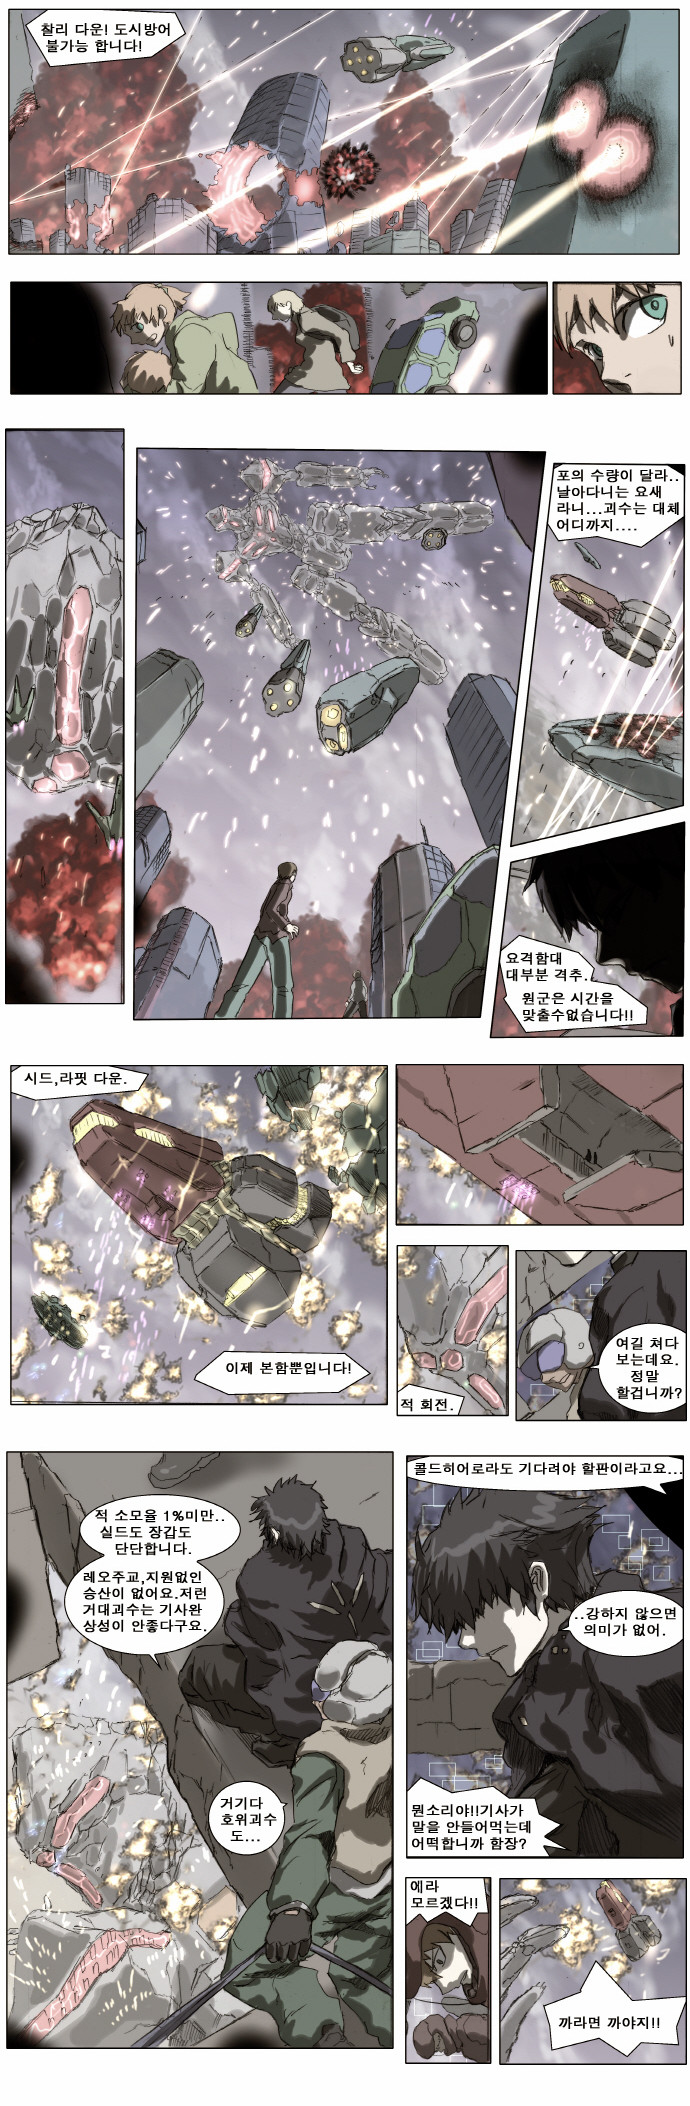 찰리 다운! 도시방어
불가능 합니다!
포의 수량이 달라..
날아다니는 요새
라니...괴수는 대체
어디까지....
요격함대
대부분 격추..
원군은 시간을
맞출수없습니다!!
시드,라핏 다운.
이제 본함뿐입니다!
적 회전.
여길 쳐다
보는데요.
정말
할겁니까?
적 소모율 1%미만..
실드도 장갑도
단단합니다.
레오주교,지원없인
승산이 없어요.저런
거대괴수는 기사완
상성이 안좋다구요.
거기다
호위괴수
도...
콜드히어로라도 기다려야 할판이라고요...
..강하지 않으면
의미가 없어.
뭔소리야!!기사가
말을 안들어먹는데
어떡합니까 함장?
에라
모르겠다!!
까라면 까야지!!